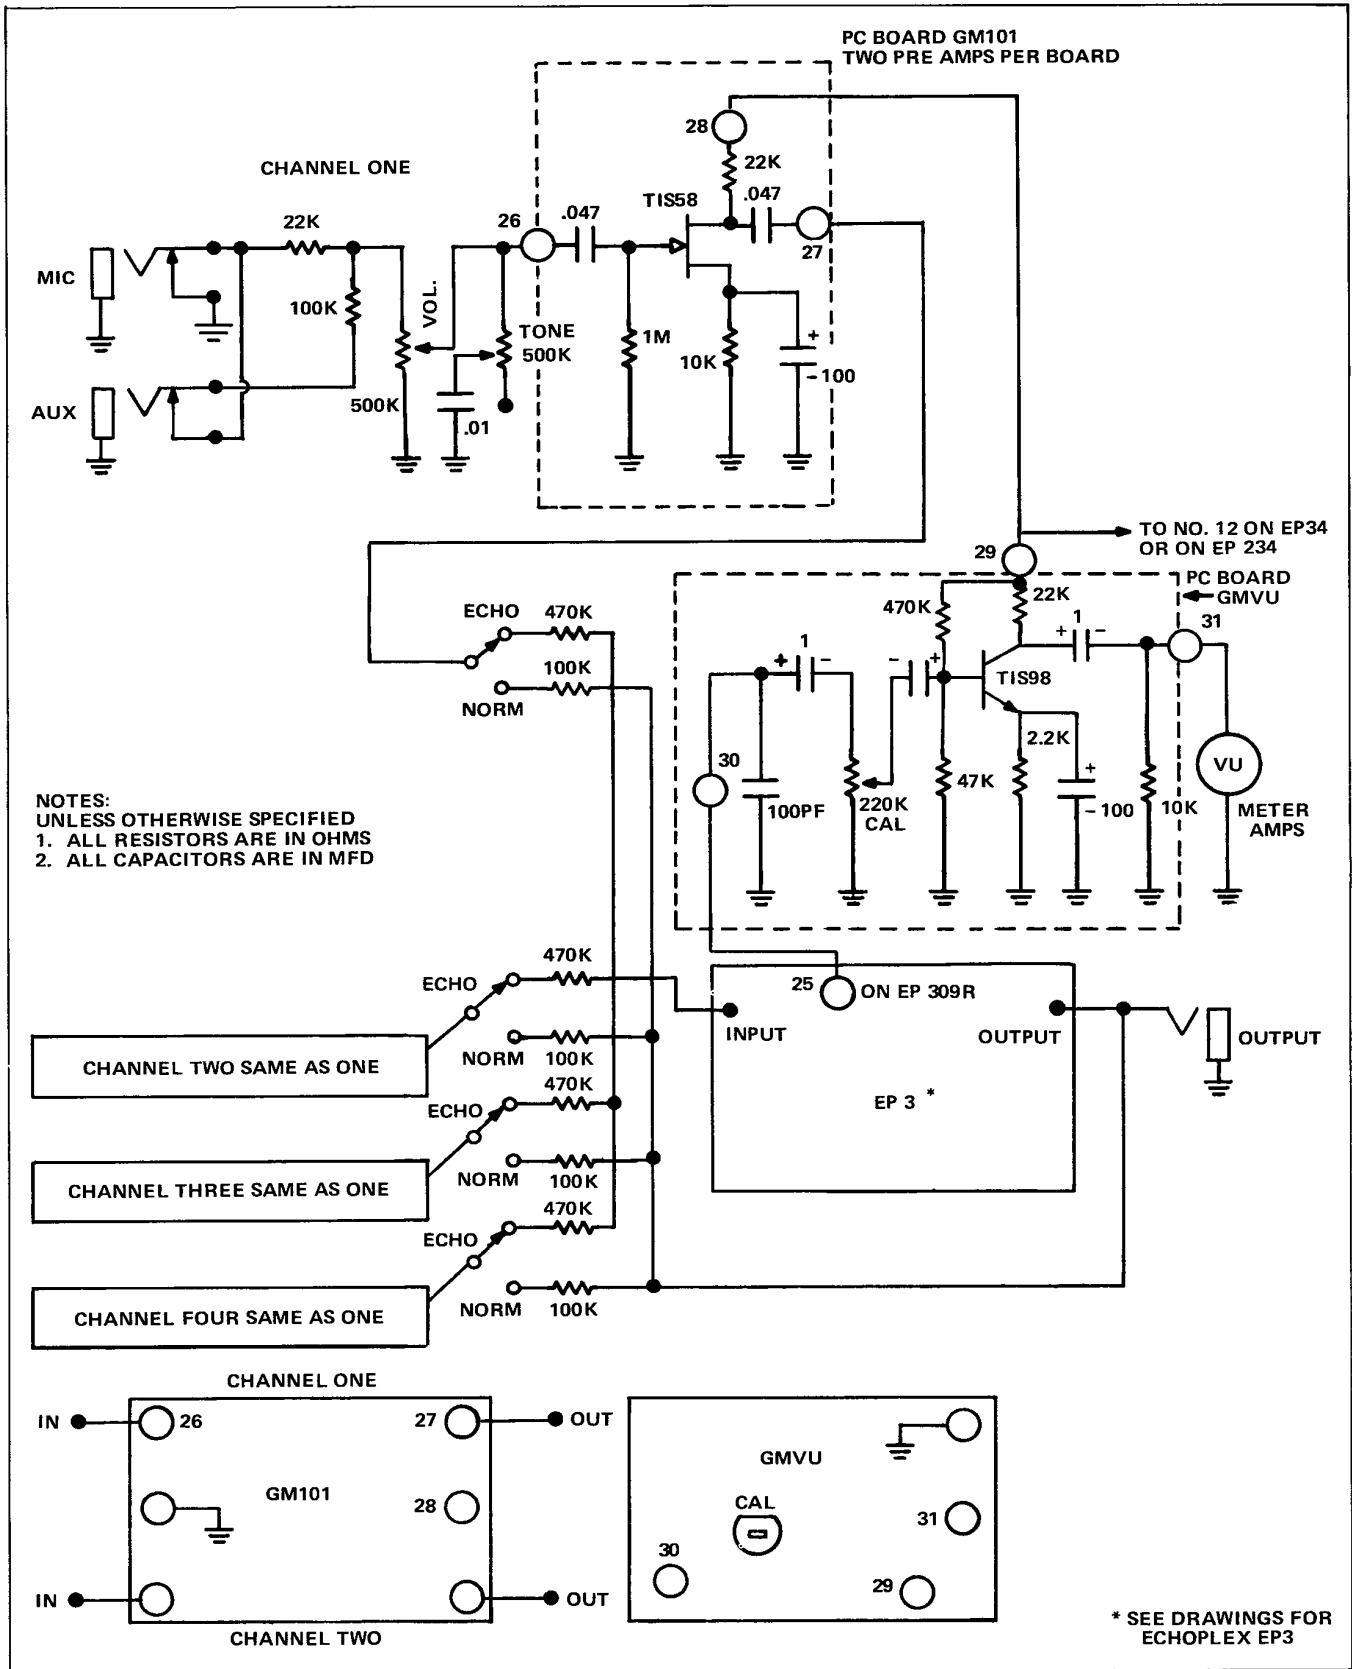 PC BOARD GM101
TWO PRE AMPS PER BOARD
28
22K
CHANNEL ONE
TIS58
.047
26
.047
22K
27
MIC
100K
VOL.
TONE
500K
1M
10K
+
- 100
AUX
500K
.01
TO NO. 12 ON EP34
OR ON EP 234
29
PC BOARD
GMVU
470K
22K
ECHO
470K
1
+ -
31
1
+ -
- +
100K
TIS98
NORM
30
2.2K
VU
NOTES:
UNLESS OTHERWISE SPECIFIED
1. ALL RESISTORS ARE IN OHMS
2. ALL CAPACITORS ARE IN MFD
100PF
220K
CAL
47K
+
- 100
10K
METER
AMPS
470K
ECHO
25
ON EP 309R
INPUT
OUTPUT
OUTPUT
NORM
100K
CHANNEL TWO SAME AS ONE
470K
ECHO
EP 3 *
NORM
100K
CHANNEL THREE SAME AS ONE
470K
ECHO
NORM
100K
CHANNEL FOUR SAME AS ONE
CHANNEL ONE
IN
26
27
OUT
GM101
28
IN
OUT
CHANNEL TWO
GMVU
CAL
31
30
29
* SEE DRAWINGS FOR
ECHOPLEX EP3